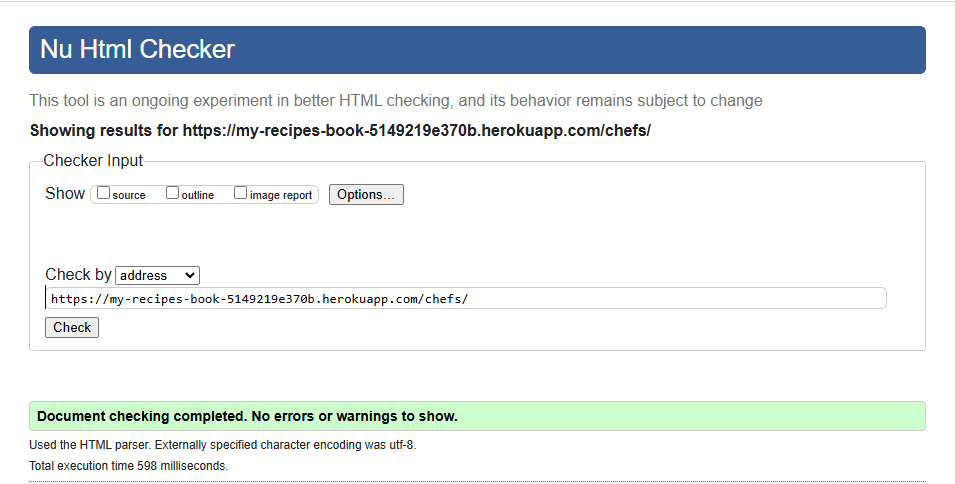 Nu Html Checker
This tool is an ongoing experiment in better HTML checking, and its behavior remains subject to change
Showing results for https://my-recipes-book-5149219e370b.herokuapp.com/chefs/
Checker Input
Show source outline image report Options...
Check by address
https://my-recipes-book-5149219e370b.herokuapp.com/chefs/
Check
Document checking completed. No errors or warnings to show.
Used the HTML parser. Externally specified character encoding was utf-8.
Total execution time 598 milliseconds.